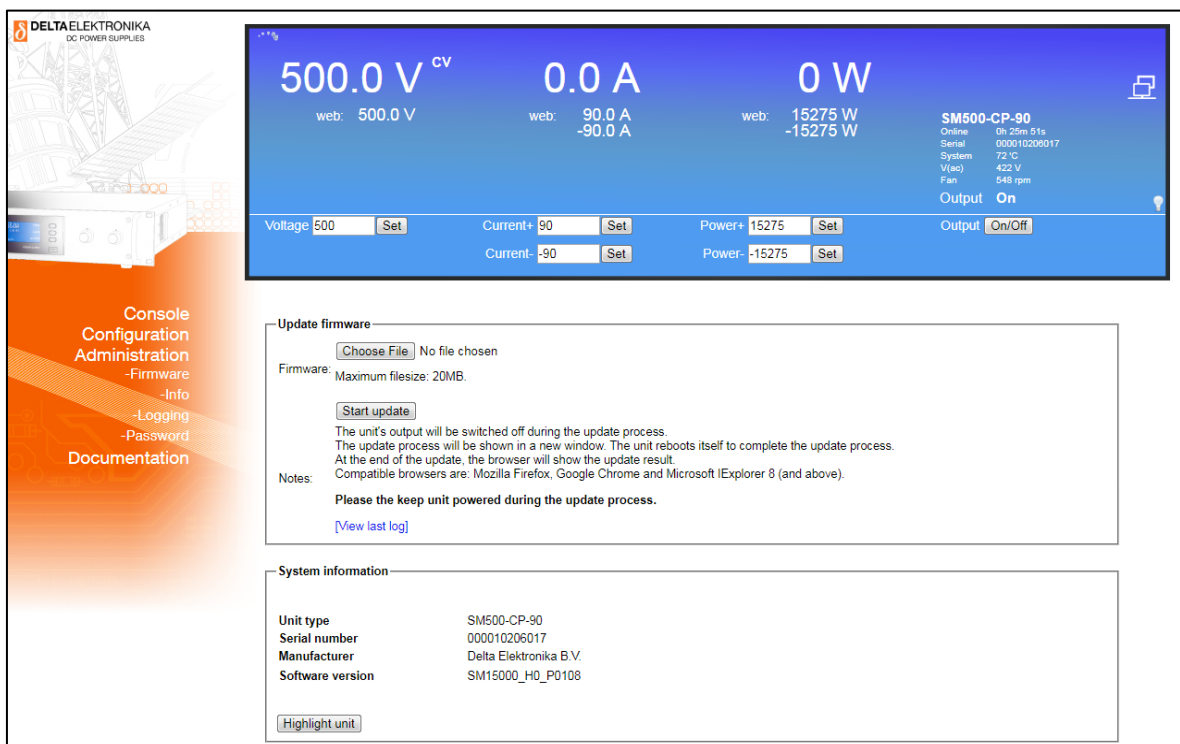 DELTAELEKTRONIKA
DC POWER SUPPLIES
500.0 V CV 0.0 A 0 W
web: 500.0 V web: 90.0 A web: 15275 W
-90.0 A -15275 W
SM500-CP-90
Online 0h 25m 51s
Serial 000010206017
System 72 °C
V(ac) 422 V
Fan 548 rpm
Output On
Voltage 500 Set Current+ 90 Set Power+ 15275 Set Output On/Off
Current- -90 Set Power- -15275 Set
Console
Configuration
Administration
-Firmware
-Info
-Logging
-Password
Documentation
Update firmware
Choose File No file chosen
Firmware:
Maximum filesize: 20MB.
Start update
The unit's output will be switched off during the update process.
The update process will be shown in a new window. The unit reboots itself to complete the update process.
At the end of the update, the browser will show the update result.
Compatible browsers are: Mozilla Firefox, Google Chrome and Microsoft IExplorer 8 (and above).
Notes:
Please the keep unit powered during the update process.
[View last log]
System information
Unit type SM500-CP-90
Serial number 000010206017
Manufacturer Delta Elektronika B.V.
Software version SM15000_H0_P0108
Highlight unit